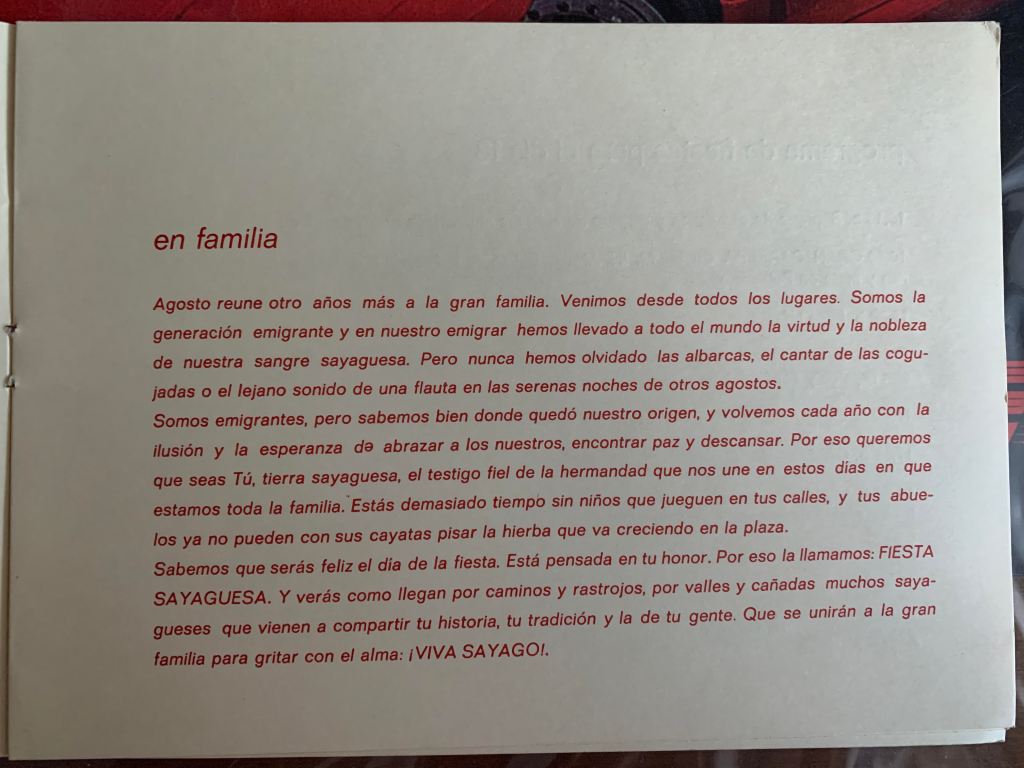 en familia
Agosto reune otro años más a la gran familia. Venimos desde todos los lugares. Somos la
generación emigrante y en nuestro emigrar hemos llevado a todo el mundo la virtud y la nobleza
de nuestra sangre sayaguesa. Pero nunca hemos olvidado las albarcas, el cantar de las cogu-
jadas o el lejano sonido de una flauta en las serenas noches de otros agostos.
Somos emigrantes, pero sabemos bien donde quedó nuestro origen, y volvemos cada año con la
ilusión y la esperanza de abrazar a los nuestros, encontrar paz y descansar. Por eso queremos
que seas Tú, tierra sayaguesa, el testigo fiel de la hermandad que nos une en estos días en que
estamos toda la familia. Estás demasiado tiempo sin niños que jueguen en tus calles, y tus abue-
los ya no pueden con sus cayatas pisar la hierba que va creciendo en la plaza.
Sabemos que serás feliz el día de la fiesta. Está pensada en tu honor. Por eso la llamamos: FIESTA
SAYAGUESA. Y verás como llegan por caminos y rastrojos, por valles y cañadas muchos saya-
gueses que vienen a compartir tu historia, tu tradición y la de tu gente. Que se unirán a la gran
familia para gritar con el alma: ¡VIVA SAYAGO!.